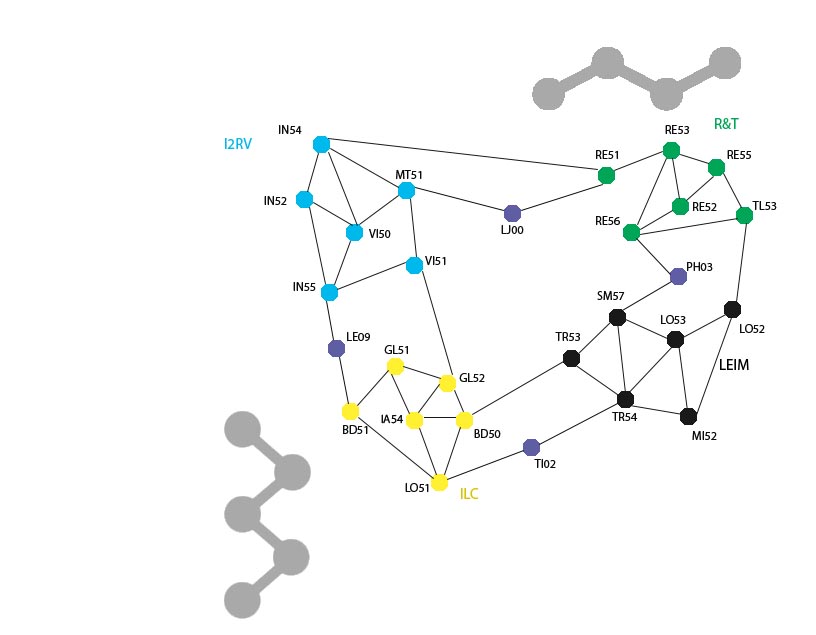 RE53
R&T
IN54
I2RV
RE51
RE55
MT51
IN52
TL53
RE52
RE56
LJ00
VI50
VI51
PH03
IN55
SM57
LO53
LO52
LE09
TR53
GL51
LEIM
GL52
IA54
TR54
BD51
BD50
MI52
TI02
LO51
ILC